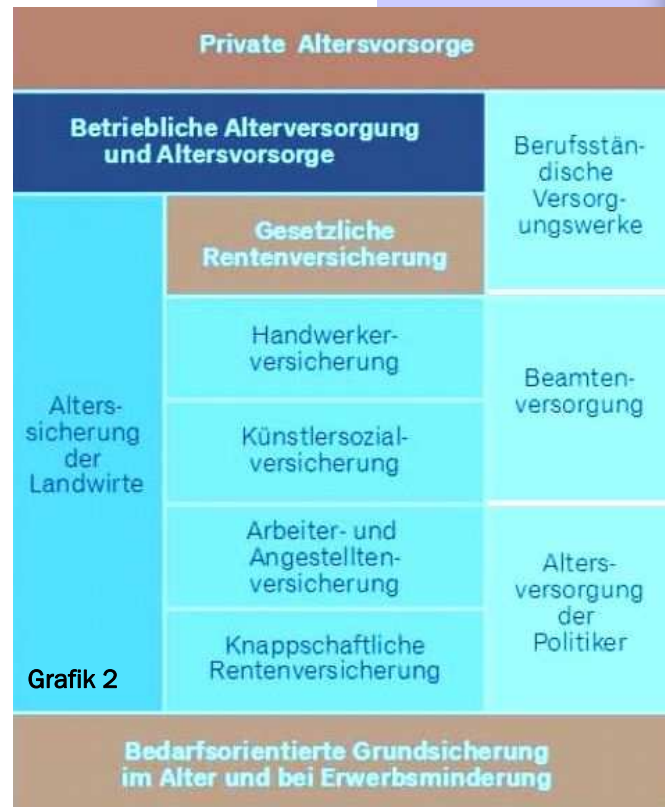 Private Altersvorsorge
Betriebliche Alterversorgung
und Altersvorsorge
Berufsstän-
dische
Versorg-
ungswerke
Gesetzliche
Rentenversicherung
Alters-
sicherung
der
Landwirte
Handwerker-
versicherung
Künstlersozial-
versicherung
Arbeiter- und
Angestellten-
versicherung
Knappschaftliche
Rentenversicherung
Beamten-
versorgung
Alters-
versorgung
der
Politiker
Grafik 2
Bedarfsorientierte Grundsicherung
im Alter und bei Erwerbsminderung